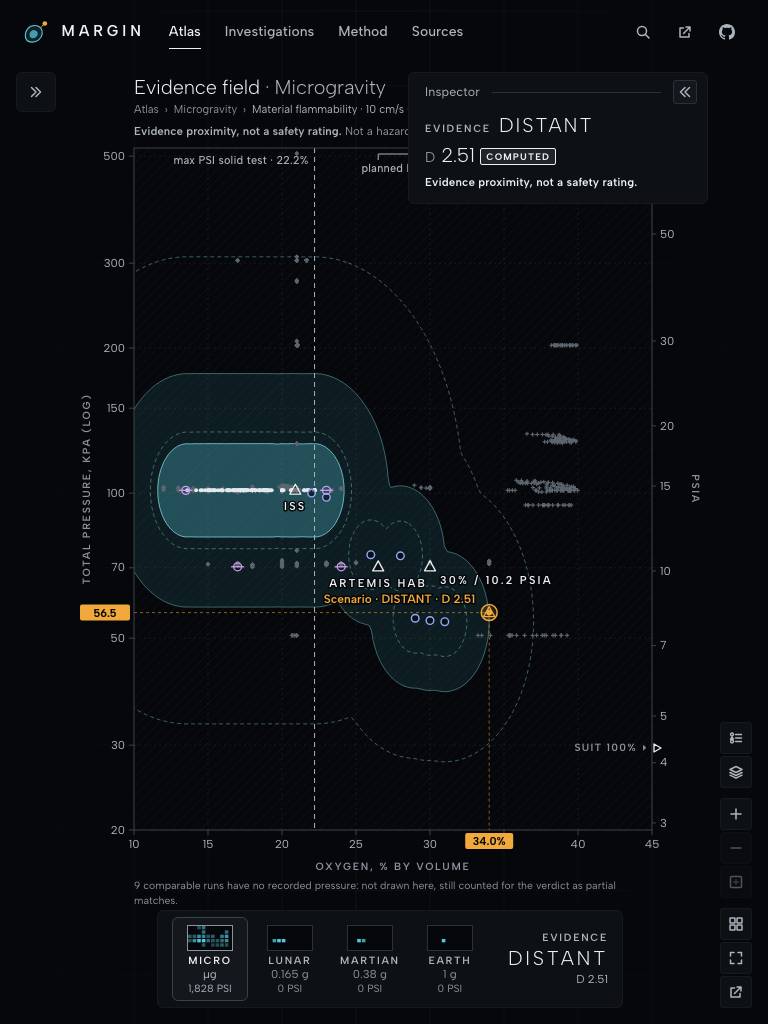 MARGIN
Atlas Investigations Method Sources
Evidence field · Microgravity
Atlas › Microgravity › Material flammability · 10 cm/s
Evidence proximity, not a safety rating. Not a hazar
Inspector
EVIDENCE DISTANT
D 2.51 COMPUTED
Evidence proximity, not a safety rating.
max PSI solid test · 22.2%
planned
500
300
200
150
100
70
50
30
20
TOTAL PRESSURE, KPA (LOG)
56.5
50
30
20
15
10
7
5
4
3
PSIA
ISS
ARTEMIS HAB
30% / 10.2 PSIA
Scenario · DISTANT · D 2.51
SUIT 100%
10 15 20 25 30 34.0% 40 45
OXYGEN, % BY VOLUME
9 comparable runs have no recorded pressure: not drawn here, still counted for the verdict as partial
matches.
MICRO
µg
1,828 PSI
LUNAR
0.165 g
0 PSI
MARTIAN
0.38 g
0 PSI
EARTH
1 g
0 PSI
EVIDENCE
DISTANT
D 2.51